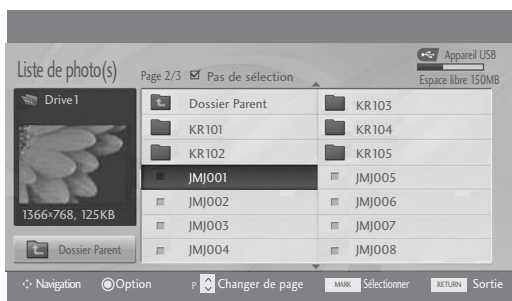 Liste de photo(s)
Page 2/3 Pas de sélection
Appareil USB
Espace libre 150MB
Drive1
1366×768, 125KB
Dossier Parent
Dossier Parent
KR101
KR102
JMJ001
JMJ002
JMJ003
JMJ004
KR103
KR104
KR105
JMJ005
JMJ006
JMJ007
JMJ008
Navigation Option P Changer de page MARK Sélectionner RETURN Sortie